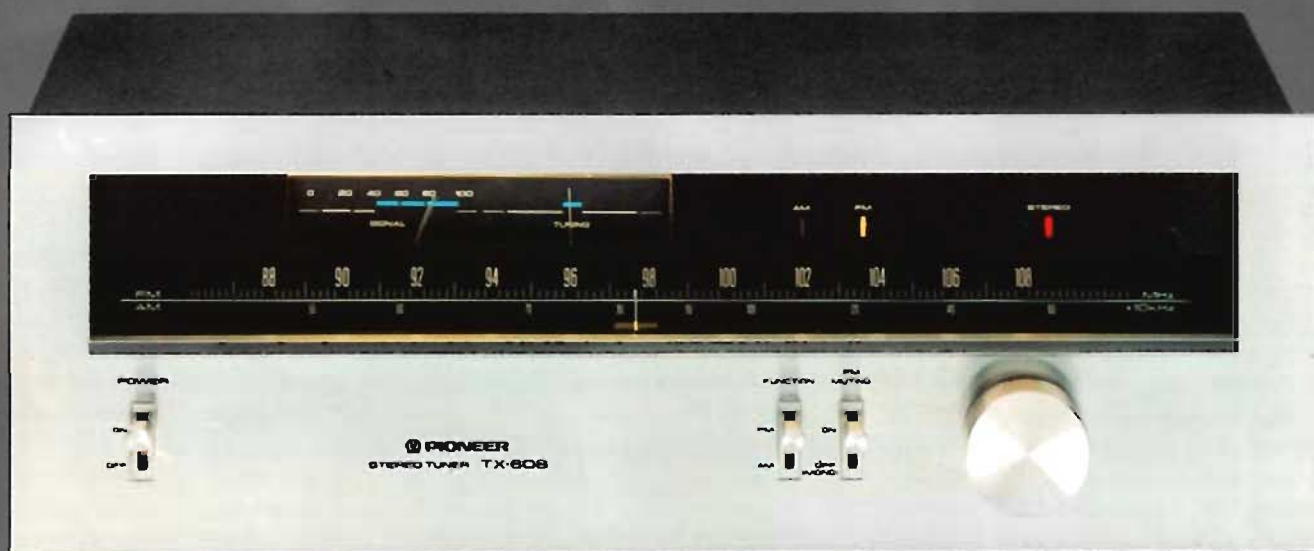 0 20 40 60 80 100
SIGNAL TUNING
AM FM STEREO
88 90 92 94 96 98 100 102 104 106 108
FM MHz
AM ×10kHz
POWER
ON
OFF
PIONEER
STEREO TUNER TX-608
FUNCTION
FM
AM
FM MUTING
ON
OFF (MONO)